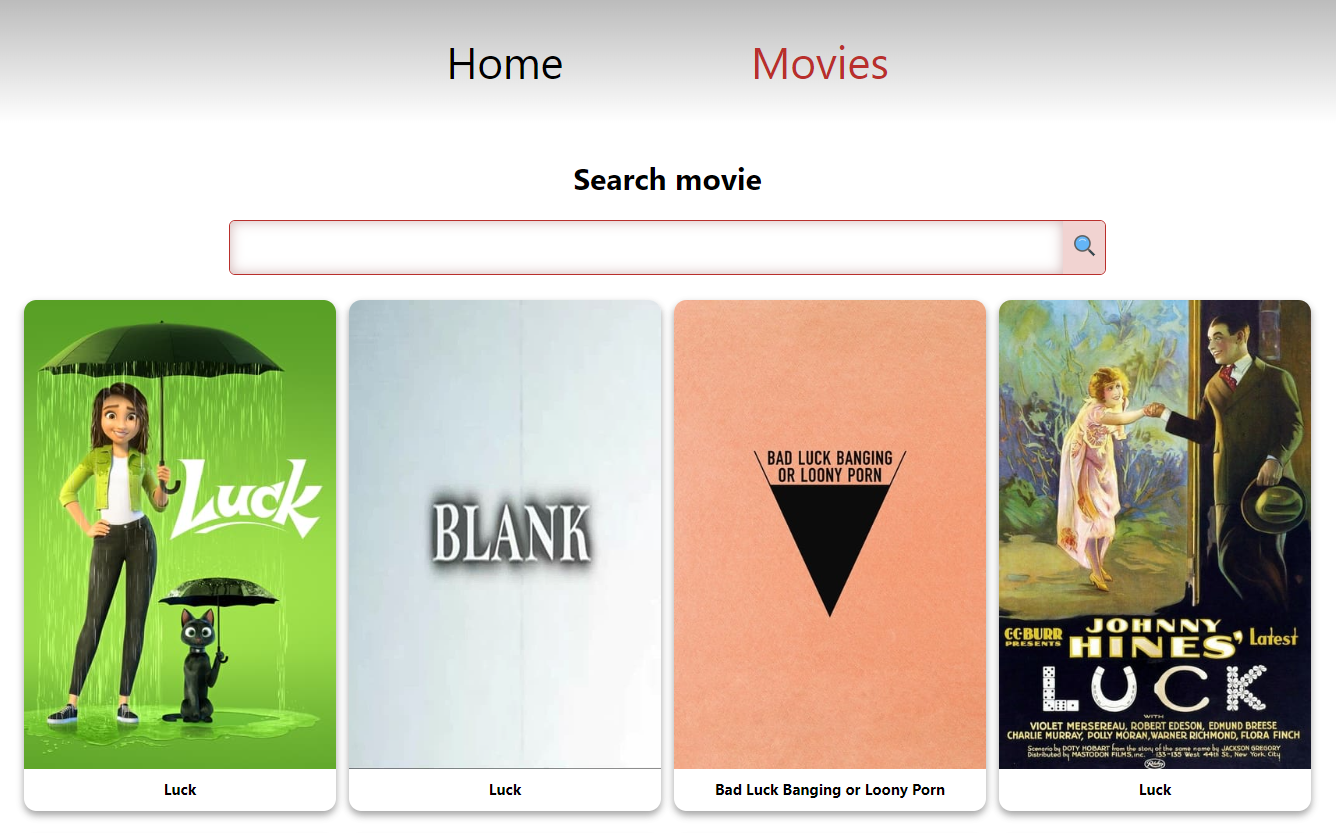 Home
Movies
Search movie
Luck
BLANK
BAD LUCK BANGING
OR LOONY PORN
C.C.BURR
PRESENTS
JOHNNY
HINES'
Latest
LUCK
WITH
VIOLET MERSEREAU, ROBERT EDESON, EDMUND BREESE
CHARLIE MURRAY, POLLY MORAN, WARNER RICHMOND, FLORA FINCH
Scenario by DOTY HOBART from the story of the same name by JACKSON GREGORY
Distributed by MASTODON FILMS, inc. 133-135 West 44th St., New York City
Luck
Luck
Bad Luck Banging or Loony Porn
Luck